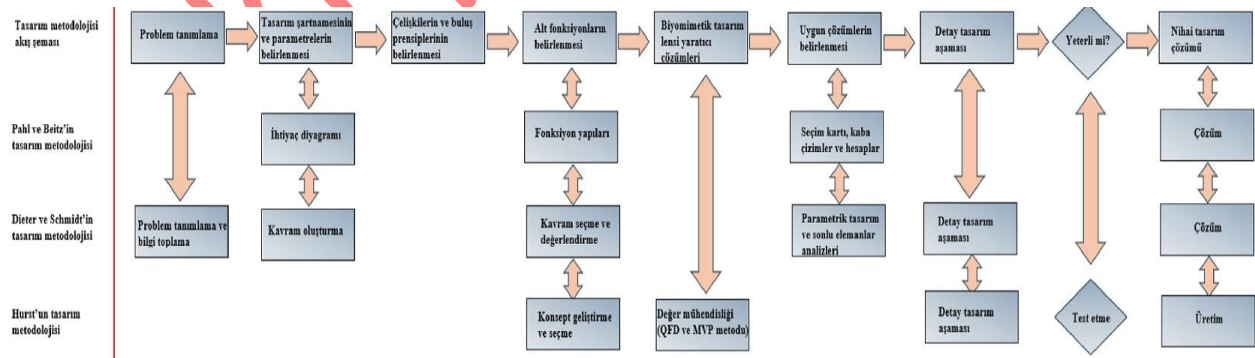 Tasarım metodolojisi
akış şeması
Problem tanımlama
Tasarım şartnamesinin
ve parametrelerin
belirlenmesi
Çelişkilerin ve buluş
prensiplerinin
belirlenmesi
Alt fonksiyonların
belirlenmesi
Biyomimetik tasarım
lensi yaratıcı
çözümleri
Uygun çözümlerin
belirlenmesi
Detay tasarım
aşaması
Yeterli mi?
Nihai tasarım
çözümü
Pahl ve Beitz'in
tasarım metodolojisi
İhtiyaç diyagramı
Fonksiyon yapıları
Seçim kartı, kaba
çizimler ve hesaplar
Çözüm
Dieter ve Schmidt'in
tasarım metodolojisi
Problem tanımlama ve
bilgi toplama
Kavram oluşturma
Kavram seçme ve
değerlendirme
Parametrik tasarım
ve sonlu elemanlar
analizleri
Detay tasarım
aşaması
Çözüm
Hurst'un tasarım
metodolojisi
Konsept geliştirme
ve seçme
Değer mühendisliği
(QFD ve MVP metodu)
Detay tasarım
aşaması
Test etme
Üretim